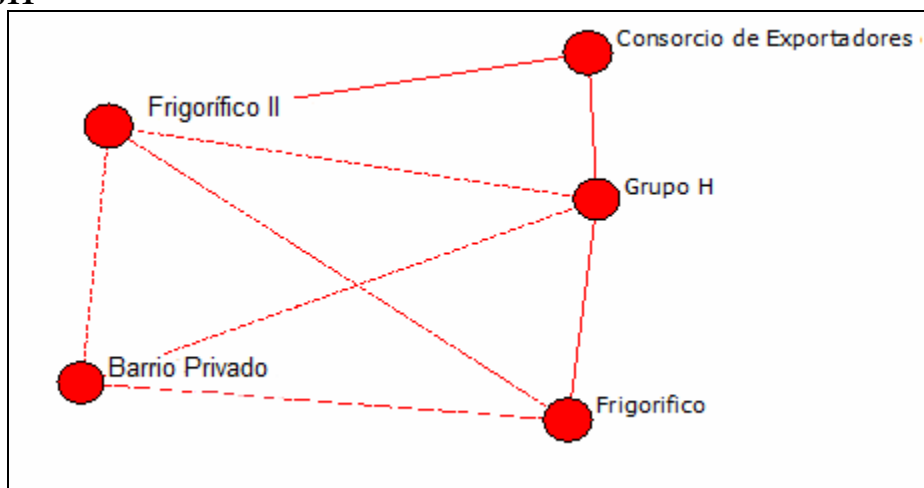 Consorcio de Exportadores
Frigorífico II
Grupo H
Barrio Privado
Frigorifico